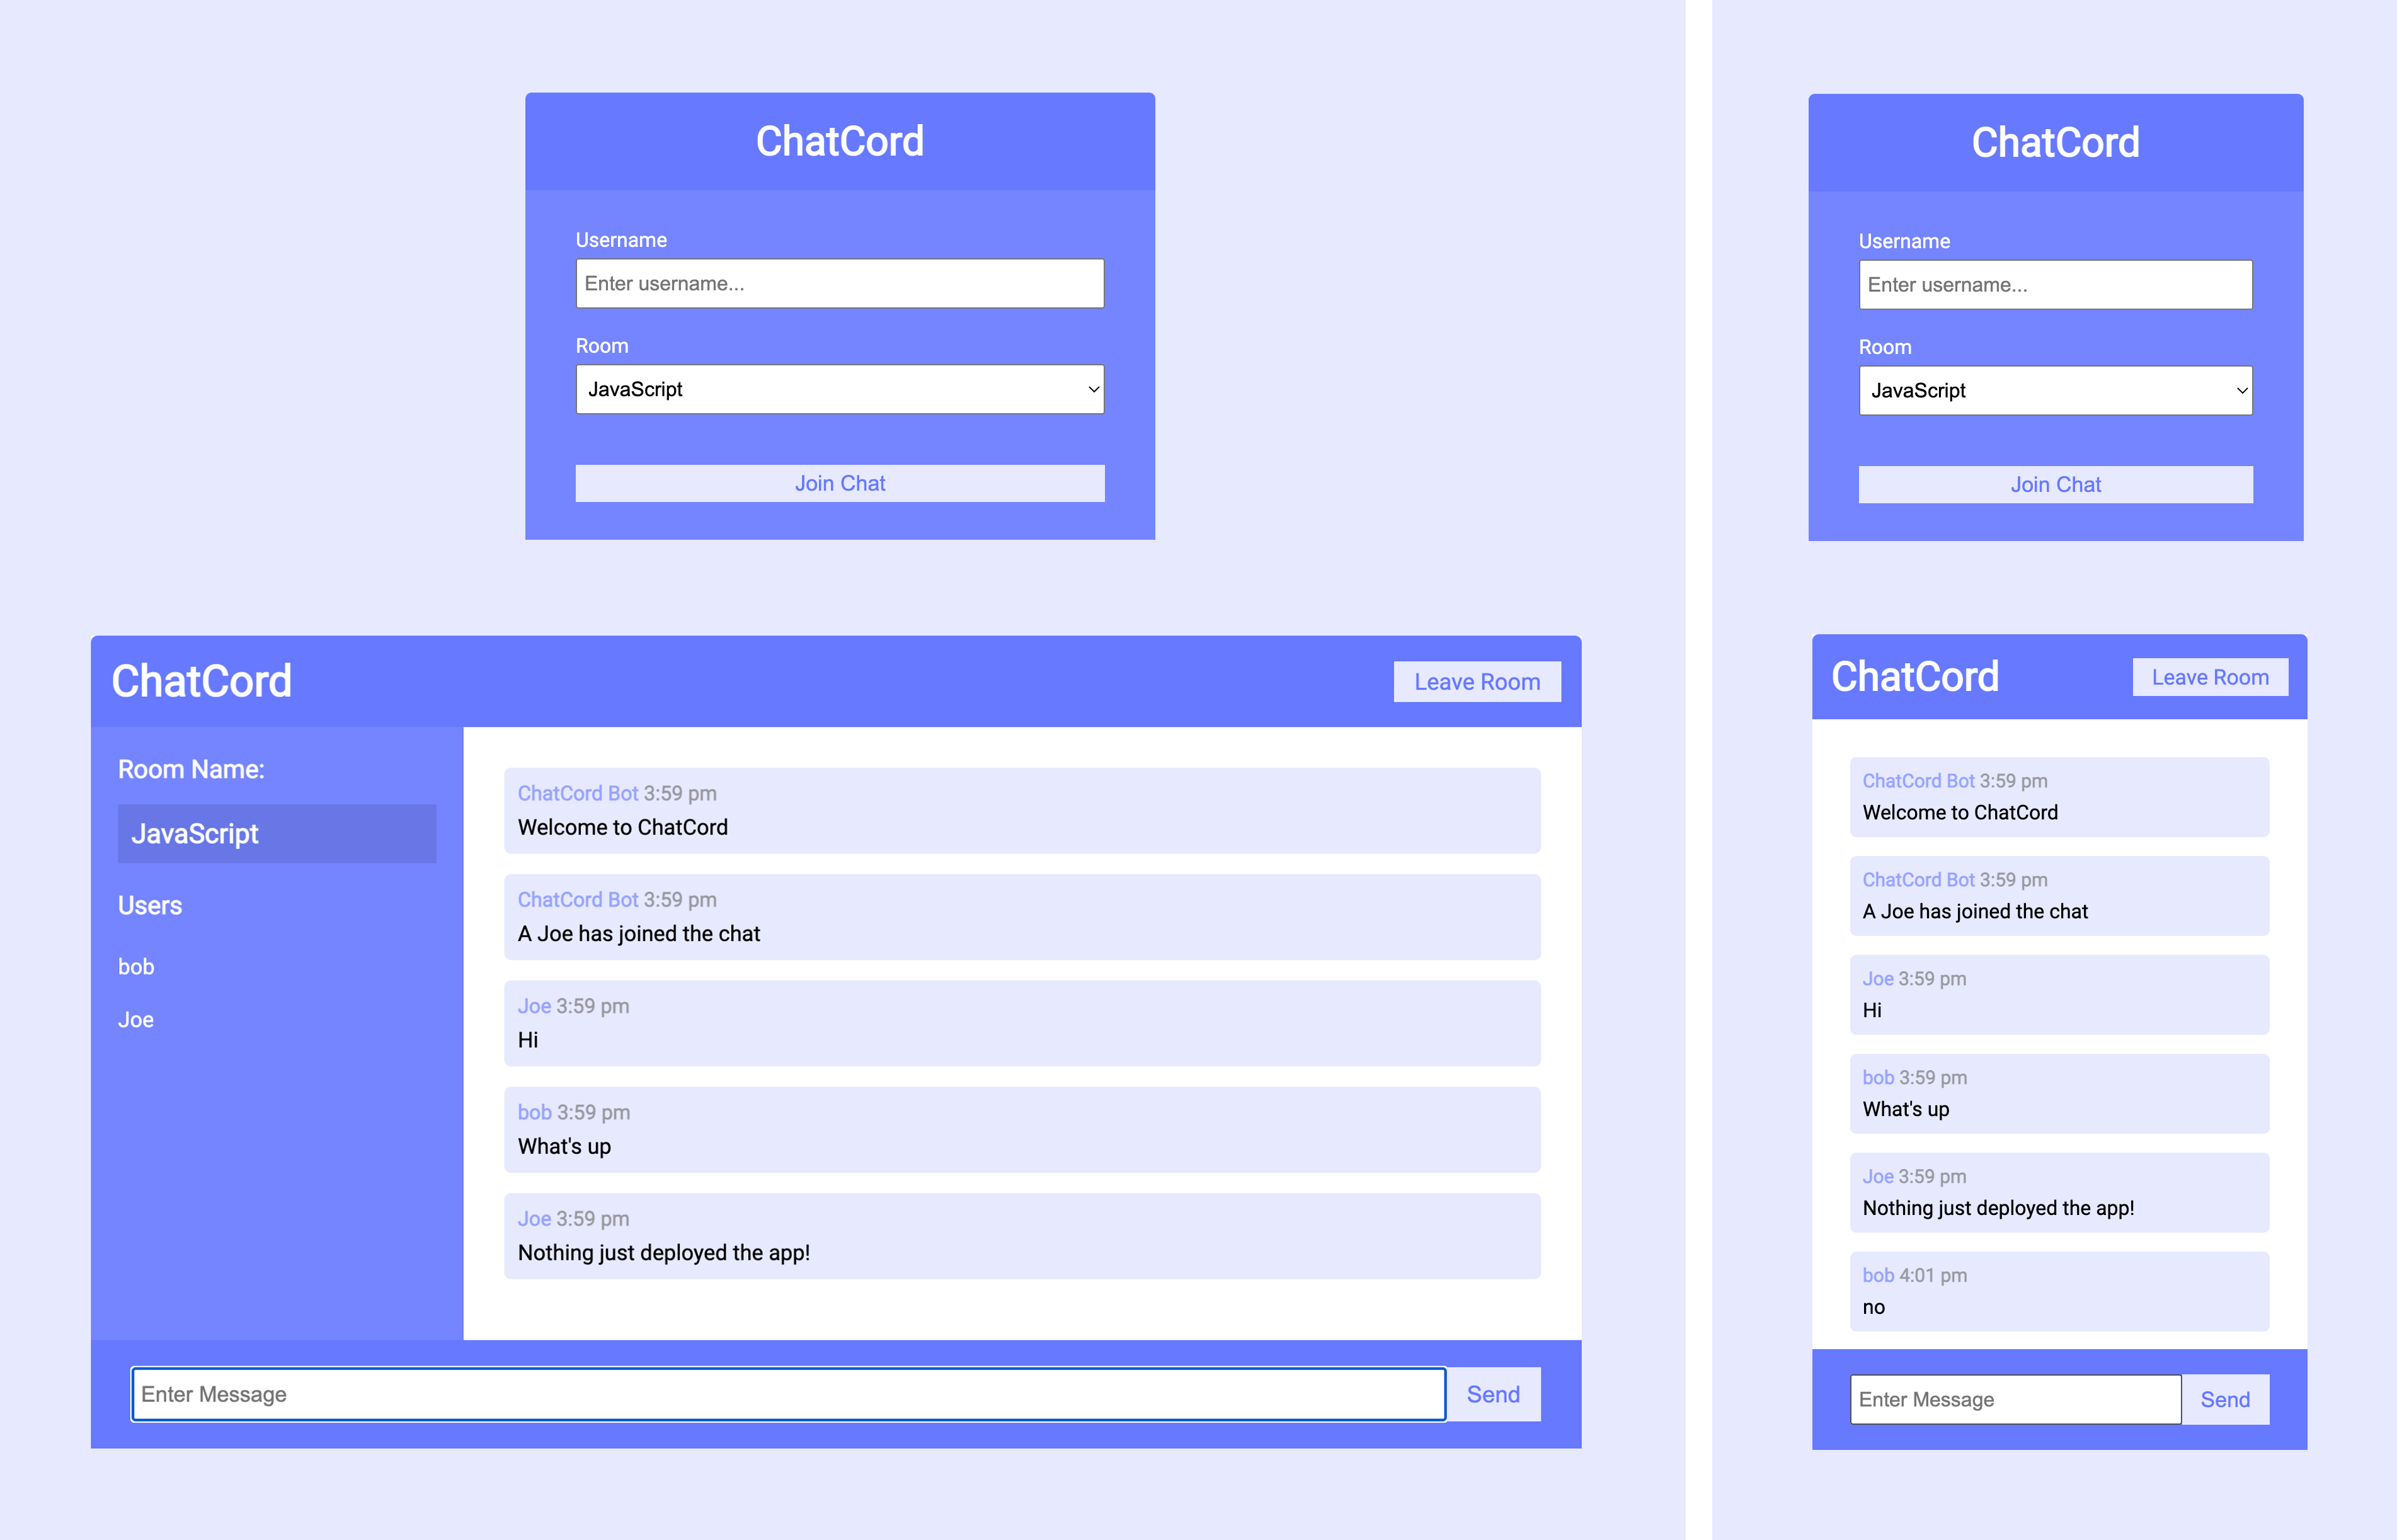 ChatCord
Username
Enter username...
Room
JavaScript
Join Chat
ChatCord
Username
Enter username...
Room
JavaScript
Join Chat
ChatCord
Leave Room
Room Name:
JavaScript
Users
bob
Joe
ChatCord Bot 3:59 pm
Welcome to ChatCord
ChatCord Bot 3:59 pm
A Joe has joined the chat
Joe 3:59 pm
Hi
bob 3:59 pm
What's up
Joe 3:59 pm
Nothing just deployed the app!
Enter Message
Send
ChatCord
Leave Room
ChatCord Bot 3:59 pm
Welcome to ChatCord
ChatCord Bot 3:59 pm
A Joe has joined the chat
Joe 3:59 pm
Hi
bob 3:59 pm
What's up
Joe 3:59 pm
Nothing just deployed the app!
bob 4:01 pm
no
Enter Message
Send